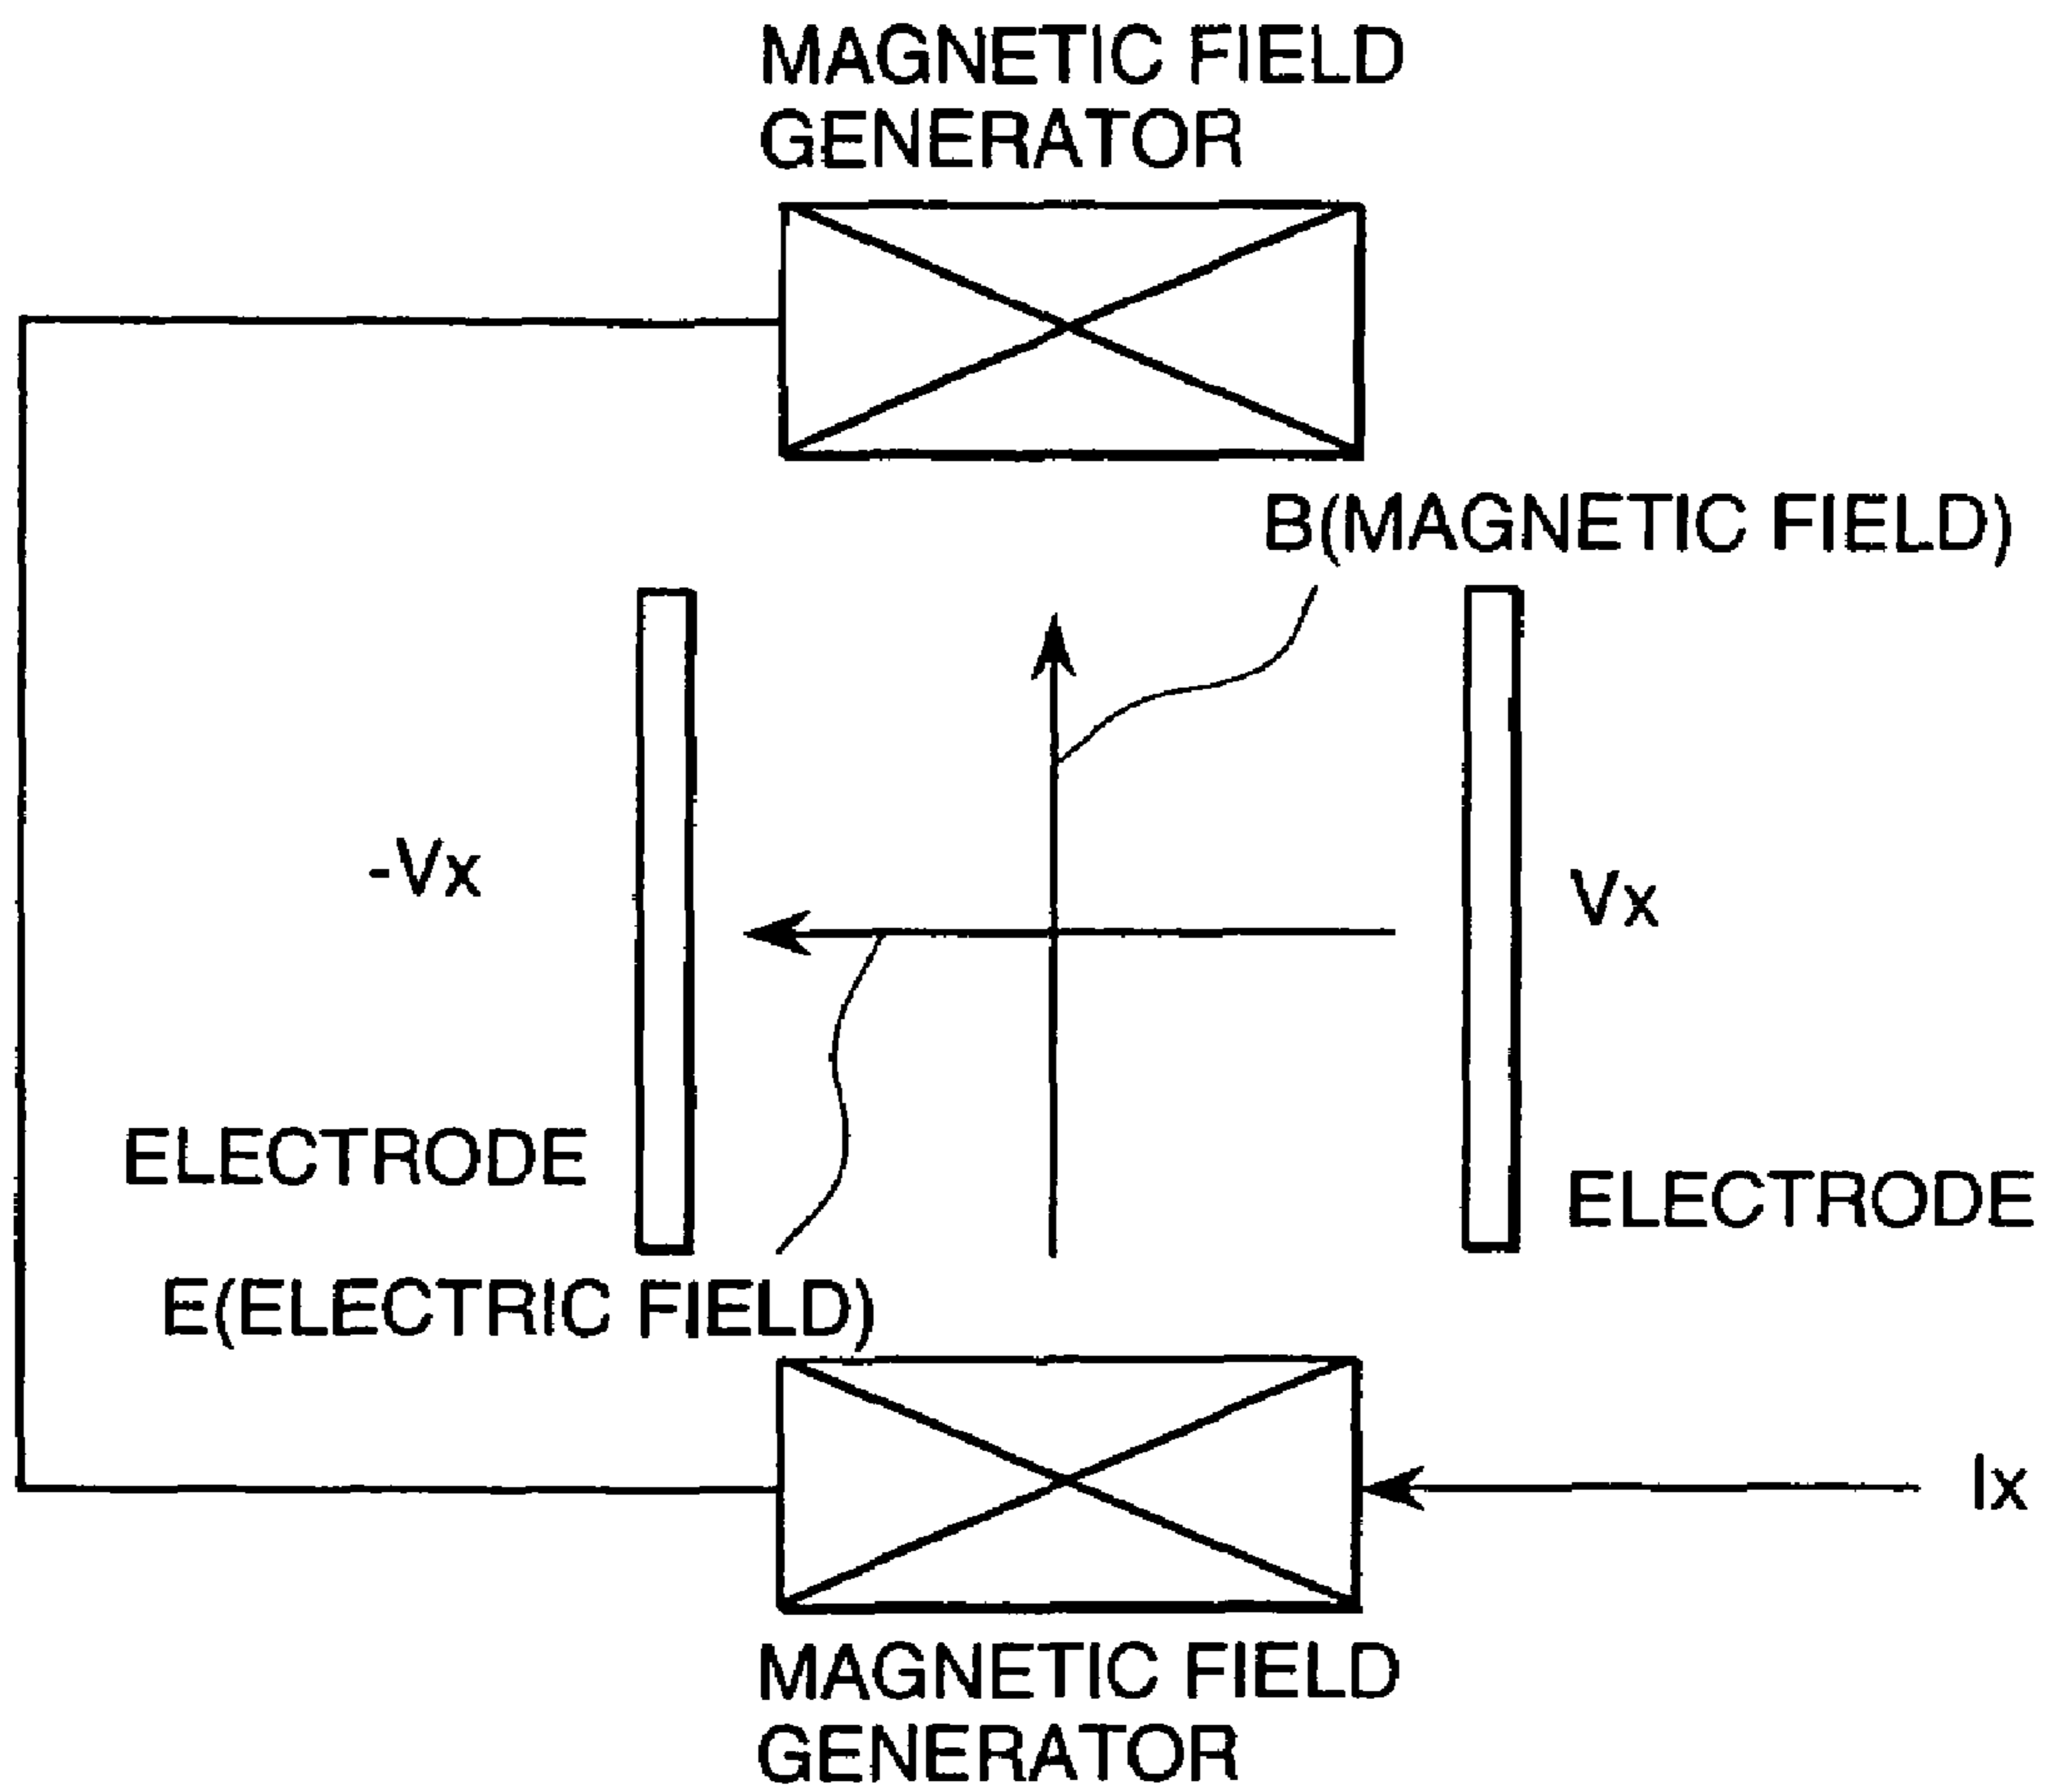 MAGNETIC FIELD
GENERATOR
B(MAGNETIC FIELD)
-Vx
Vx
ELECTRODE
ELECTRODE
E(ELECTRIC FIELD)
Ix
MAGNETIC FIELD
GENERATOR